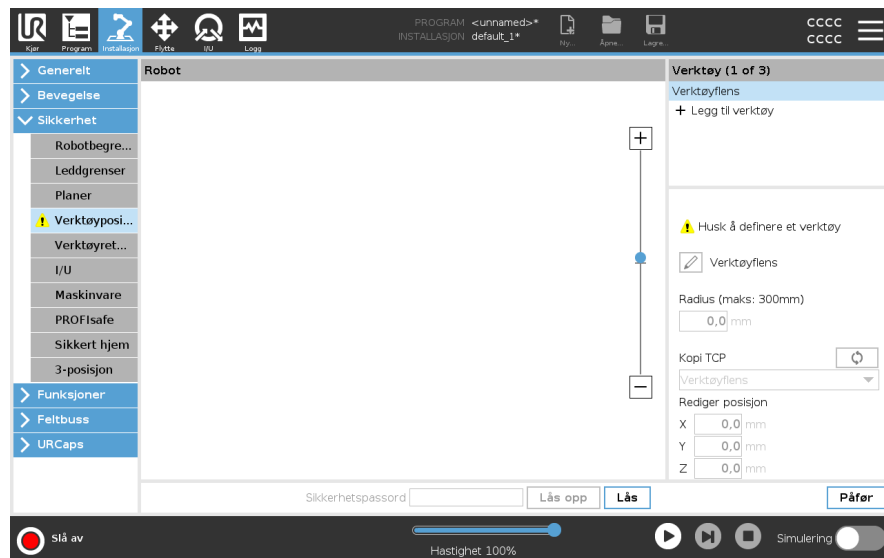 PROGRAM <unnamed>*
INSTALLASJON default_1*
CCCC
CCCC
Kjør Program Installasjon Flytte I/U Logg Ny... Åpne... Lagre...
Generelt
Bevegelse
Sikkerhet
Robotbegre...
Leddgrenser
Planer
Verktøyposi...
Verktøyret...
I/U
Maskinvare
PROFIsafe
Sikkert hjem
3-posisjon
Funksjoner
Feltbuss
URCaps
Robot
Sikkerhetspassord Lås opp Lås
Verktøy (1 of 3)
Verktøyflens
+ Legg til verktøy
Husk å definere et verktøy
Verktøyflens
Radius (maks: 300mm)
0,0 mm
Kopi TCP
Verktøyflens
Rediger posisjon
X 0,0 mm
Y 0,0 mm
Z 0,0 mm
Påfør
Slå av
Hastighet 100%
Simulering